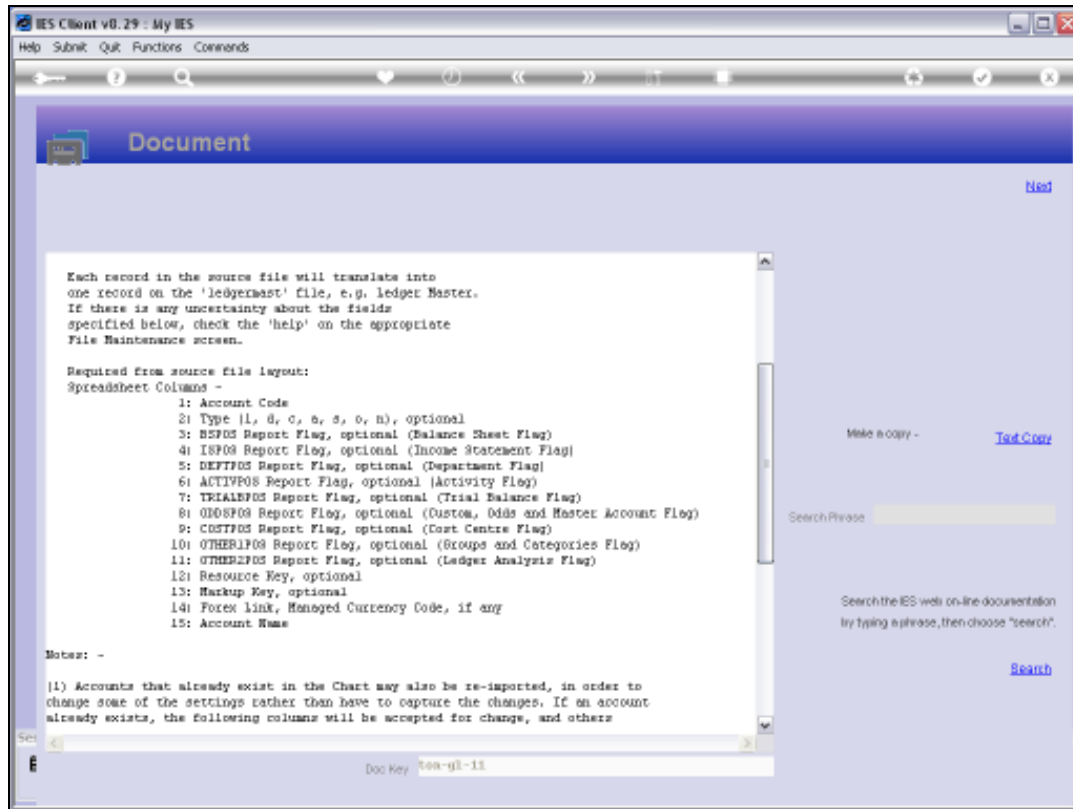 IES Client v8.29 : My IES
Help Submit Quit Functions Commands
Document
Next
Each record in the source file will translate into
one record on the 'ledgermast' file, e.g. Ledger Master.
If there is any uncertainty about the fields
specified below, check the 'help' on the appropriate
File Maintenance screen.
Required from source file layout:
Spreadsheet Columns -
1: Account Code
2: Type (l, d, c, a, s, o, n), optional
3: BSPOS Report Flag, optional (Balance Sheet Flag)
4: ISPOS Report Flag, optional (Income Statement Flag)
5: DEPTPOS Report Flag, optional (Department Flag)
6: ACTIVPOS Report Flag, optional (Activity Flag)
7: TRIALBPOS Report Flag, optional (Trial Balance Flag)
8: ODDSPOS Report Flag, optional (Custom, Odds and Master Account Flag)
9: COSTPOS Report Flag, optional (Cost Centre Flag)
10: OTHER1POS Report Flag, optional (Groups and Categories Flag)
11: OTHER2POS Report Flag, optional (Ledger Analysis Flag)
12: Resource Key, optional
13: Markup Key, optional
14: Forex Link, Managed Currency Code, if any
15: Account Name
Notes: -
(1) Accounts that already exist in the Chart may also be re-imported, in order to
change some of the settings rather than have to capture the changes. If an account
already exists, the following columns will be accepted for change, and others
Make a copy -
Text Copy
Search Phrase
Search the IES web on-line documentation
by typing a phrase, then choose "search".
Search
Doc Key